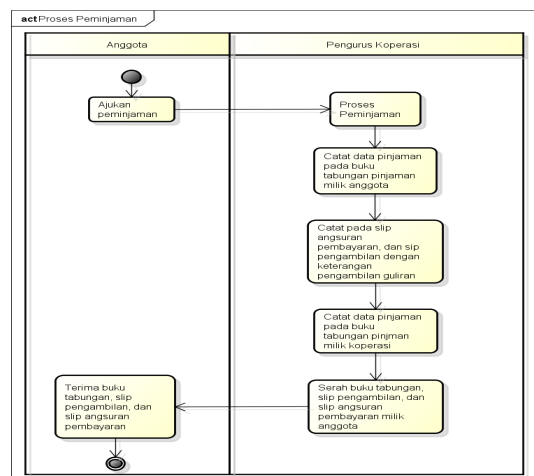 act Proses Peminjaman
Anggota
Pengurus Koperasi
Ajukan
peminjaman
Proses
Peminjaman
Catat data pinjaman
pada buku
tabungan pinjaman
milik anggota
Catat pada slip
angsuran
pembayaran, dan sip
pengambilan dengan
keterangan
pengambilan guliran
Catat data pinjaman
pada buku
tabungan pinjman
milik koperasi
Serah buku tabungan,
slip pengambilan, dan
slip angsuran
pembayaran milik
anggota
Terima buku
tabungan, slip
pengambilan, dan
slip angsuran
pembayaran